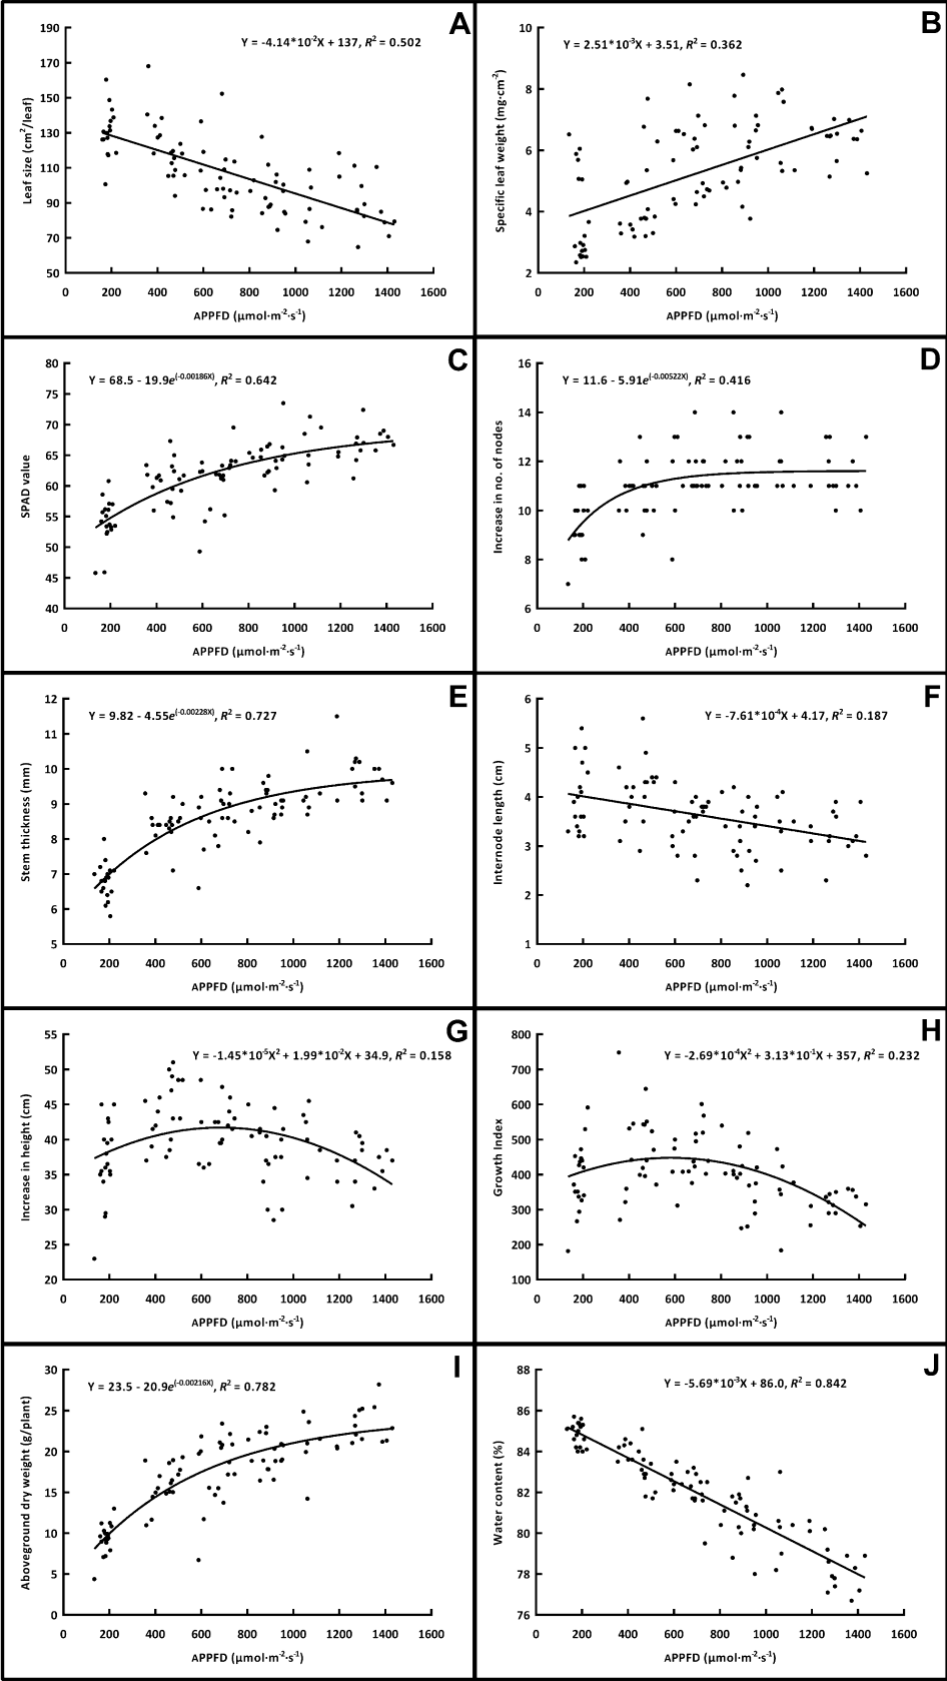 A
Y = -4.14*10⁻²X + 137, R² = 0.502
Leaf size (cm²/leaf)
190
170
150
130
110
90
70
50
0 200 400 600 800 1000 1200 1400 1600
APPFD (μmol·m⁻²·s⁻¹)
B
Y = 2.51*10⁻³X + 3.51, R² = 0.362
Specific leaf weight (mg·cm⁻²)
10
8
6
4
2
0 200 400 600 800 1000 1200 1400 1600
APPFD (μmol·m⁻²·s⁻¹)
C
Y = 68.5 - 19.9e^(-0.00186X), R² = 0.642
SPAD value
80
75
70
65
60
55
50
45
40
0 200 400 600 800 1000 1200 1400 1600
APPFD (μmol·m⁻²·s⁻¹)
D
Y = 11.6 - 5.91e^(-0.00522X), R² = 0.416
Increase in no. of nodes
16
14
12
10
8
6
0 200 400 600 800 1000 1200 1400 1600
APPFD (μmol·m⁻²·s⁻¹)
E
Y = 9.82 - 4.55e^(-0.00228X), R² = 0.727
Stem thickness (mm)
12
11
10
9
8
7
6
5
0 200 400 600 800 1000 1200 1400 1600
APPFD (μmol·m⁻²·s⁻¹)
F
Y = -7.61*10⁻⁴X + 4.17, R² = 0.187
Internode length (cm)
6
5
4
3
2
1
0 200 400 600 800 1000 1200 1400 1600
APPFD (μmol·m⁻²·s⁻¹)
G
Y = -1.45*10⁻⁵X² + 1.99*10⁻²X + 34.9, R² = 0.158
Increase in height (cm)
55
50
45
40
35
30
25
20
0 200 400 600 800 1000 1200 1400 1600
APPFD (μmol·m⁻²·s⁻¹)
H
Y = -2.69*10⁻⁴X² + 3.13*10⁻¹X + 357, R² = 0.232
Growth Index
800
700
600
500
400
300
200
100
0 200 400 600 800 1000 1200 1400 1600
APPFD (μmol·m⁻²·s⁻¹)
I
Y = 23.5 - 20.9e^(-0.00216X), R² = 0.782
Aboveground dry weight (g/plant)
30
25
20
15
10
5
0
0 200 400 600 800 1000 1200 1400 1600
APPFD (μmol·m⁻²·s⁻¹)
J
Y = -5.69*10⁻³X + 86.0, R² = 0.842
Water content (%)
88
86
84
82
80
78
76
0 200 400 600 800 1000 1200 1400 1600
APPFD (μmol·m⁻²·s⁻¹)